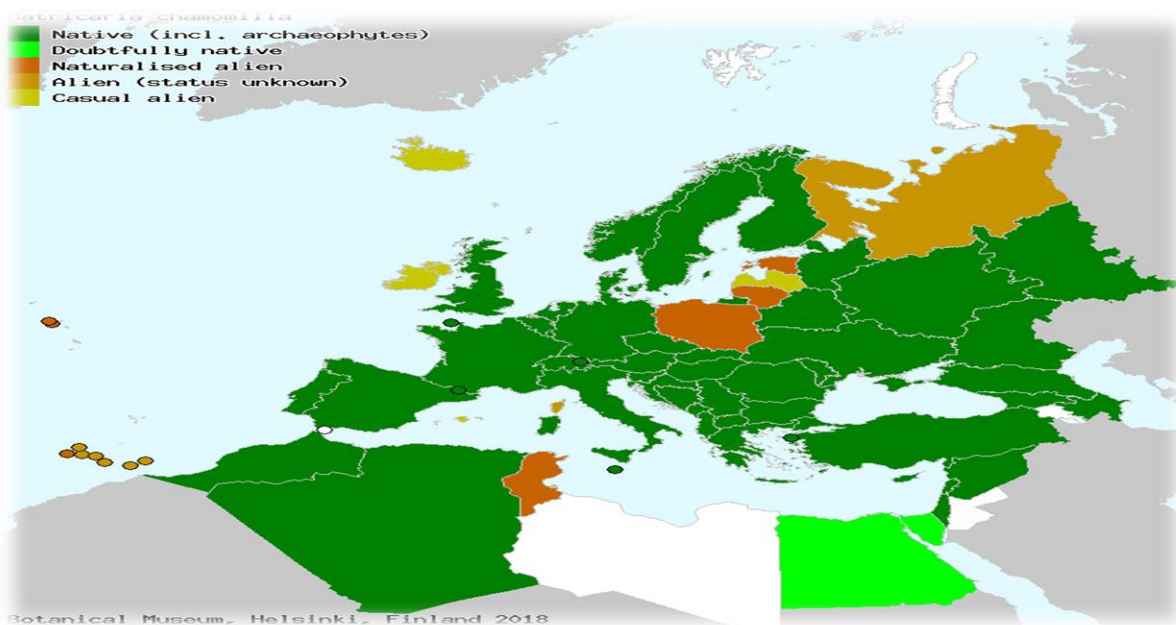 Matricaria chamomilla
Native (incl. archaeophytes)
Doubtfully native
Naturalised alien
Alien (status unknown)
Casual alien
Botanical Museum, Helsinki, Finland 2018